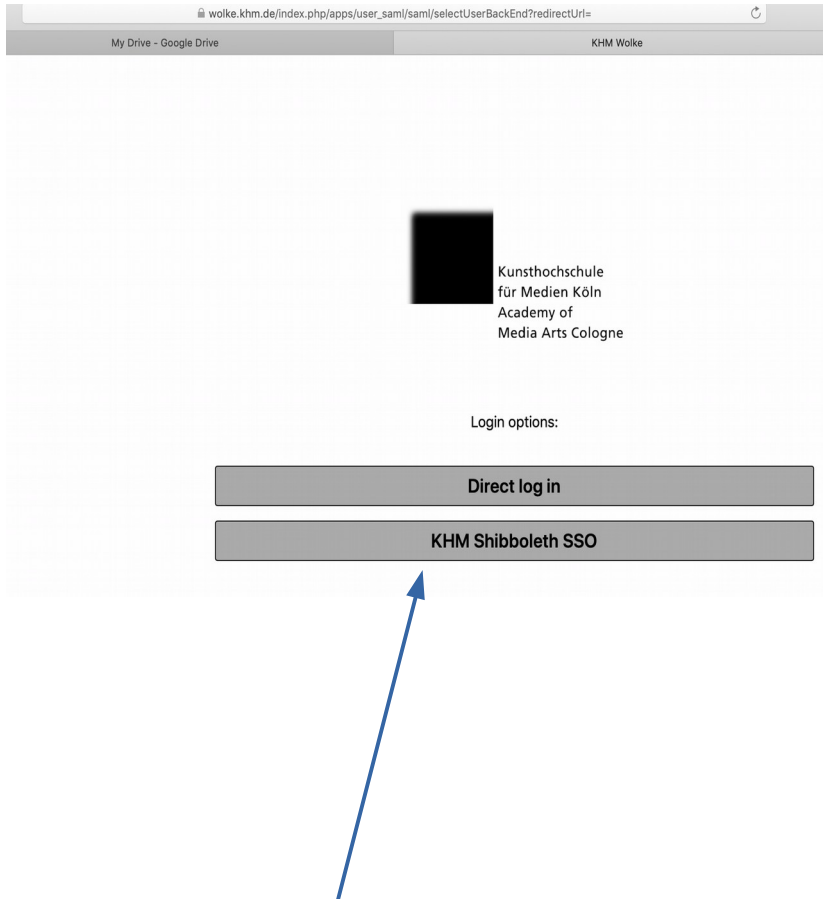 wolke.khm.de/index.php/apps/user_saml/saml/selectUserBackEnd?redirectUrl=
My Drive - Google Drive
KHM Wolke
Kunsthochschule
für Medien Köln
Academy of
Media Arts Cologne
Login options:
Direct log in
KHM Shibboleth SSO